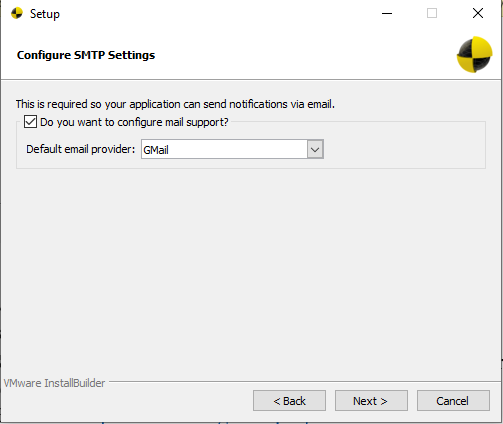 Setup
Configure SMTP Settings
This is required so your application can send notifications via email.
Do you want to configure mail support?
Default email provider: GMail
VMware InstallBuilder
< Back Next > Cancel